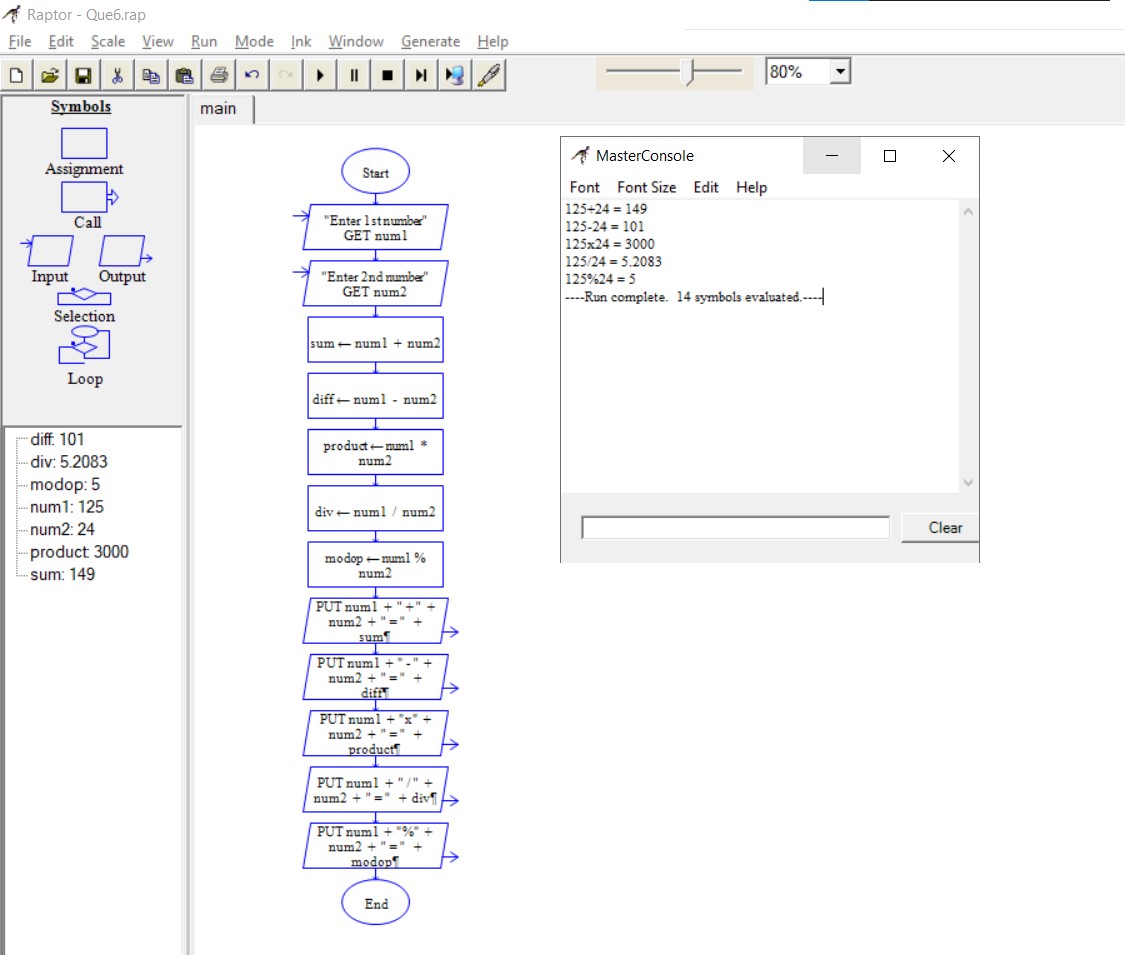 Raptor - Que6.rap
File Edit Scale View Run Mode Ink Window Generate Help
80%
Symbols
Assignment
Call
Input Output
Selection
Loop
diff: 101
div: 5.2083
modop: 5
num1: 125
num2: 24
product: 3000
sum: 149
main
Start
"Enter 1st number"
GET num1
"Enter 2nd number"
GET num2
sum ← num1 + num2
diff ← num1 - num2
product ← num1 *
num2
div ← num1 / num2
modop ← num1 %
num2
PUT num1 + "+" +
num2 + " = " +
sum¶
PUT num1 + "-" +
num2 + " = " +
diff¶
PUT num1 + "x" +
num2 + " = " +
product¶
PUT num1 + "/" +
num2 + " = " + div¶
PUT num1 + "%" +
num2 + " = " +
modop¶
End
MasterConsole
Font Font Size Edit Help
125+24 = 149
125-24 = 101
125x24 = 3000
125/24 = 5.2083
125%24 = 5
----Run complete. 14 symbols evaluated.----
Clear